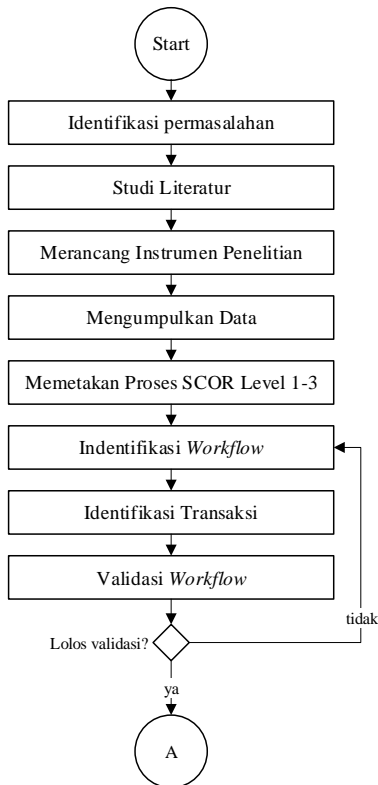 Start
Identifikasi permasalahan
Studi Literatur
Merancang Instrumen Penelitian
Mengumpulkan Data
Memetakan Proses SCOR Level 1-3
Indentifikasi Workflow
Identifikasi Transaksi
Validasi Workflow
Lolos validasi?
tidak
ya
A